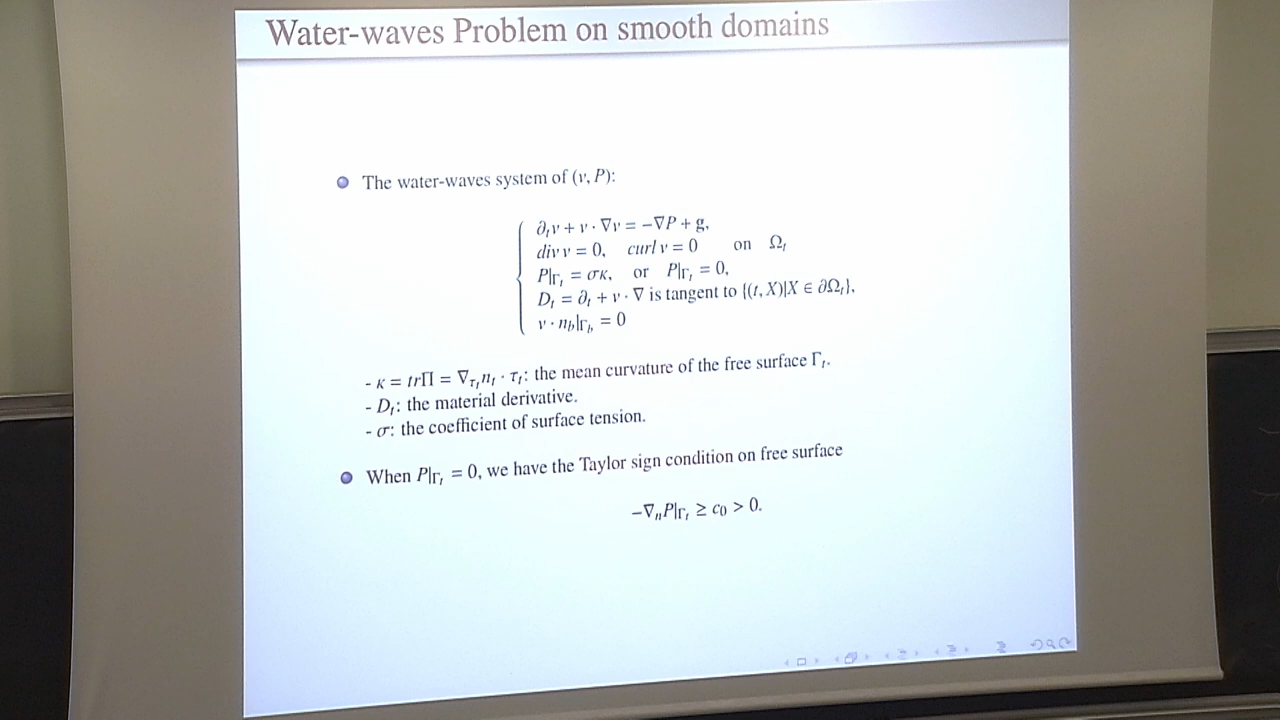 Water-waves Problem on smooth domains
The water-waves system of (v, P):
∂ₜv + v · ∇v = −∇P + g,
div v = 0, curl v = 0 on Ωₜ
P|Γₜ = σκ, or P|Γₜ = 0,
Dₜ = ∂ₜ + v · ∇ is tangent to {(t, X)|X ∈ ∂Ωₜ},
v · n_b|Γ_b = 0
- κ = trΠ = ∇_τₜ nₜ · τₜ: the mean curvature of the free surface Γₜ.
- Dₜ: the material derivative.
- σ: the coefficient of surface tension.
When P|Γₜ = 0, we have the Taylor sign condition on free surface
−∇ₙP|Γₜ ≥ c₀ > 0.